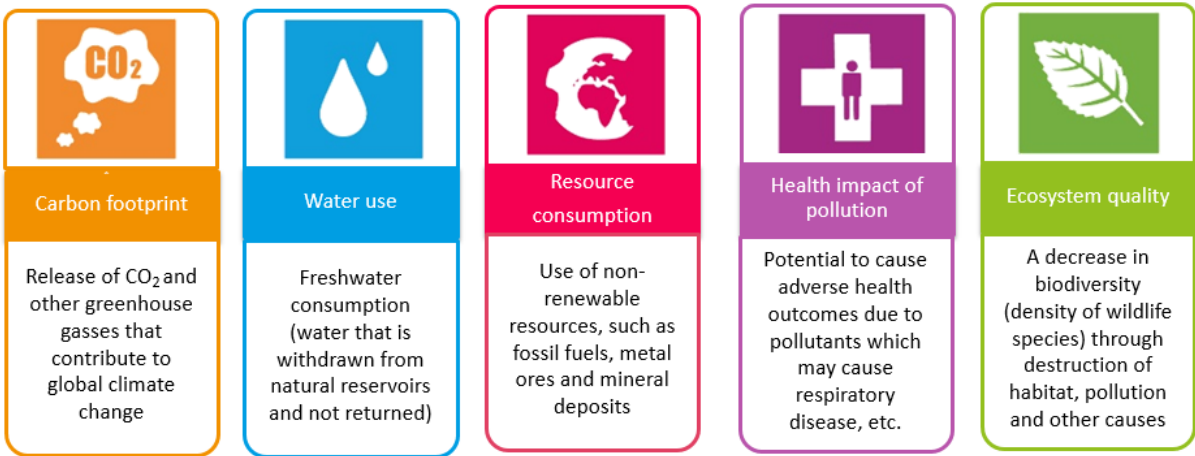 CO₂
Carbon footprint
Release of CO₂ and
other greenhouse
gasses that
contribute to
global climate
change
Water use
Freshwater
consumption
(water that is
withdrawn from
natural reservoirs
and not returned)
Resource
consumption
Use of non-
renewable
resources, such as
fossil fuels, metal
ores and mineral
deposits
Health impact of
pollution
Potential to cause
adverse health
outcomes due to
pollutants which
may cause
respiratory
disease, etc.
Ecosystem quality
A decrease in
biodiversity
(density of wildlife
species) through
destruction of
habitat, pollution
and other causes